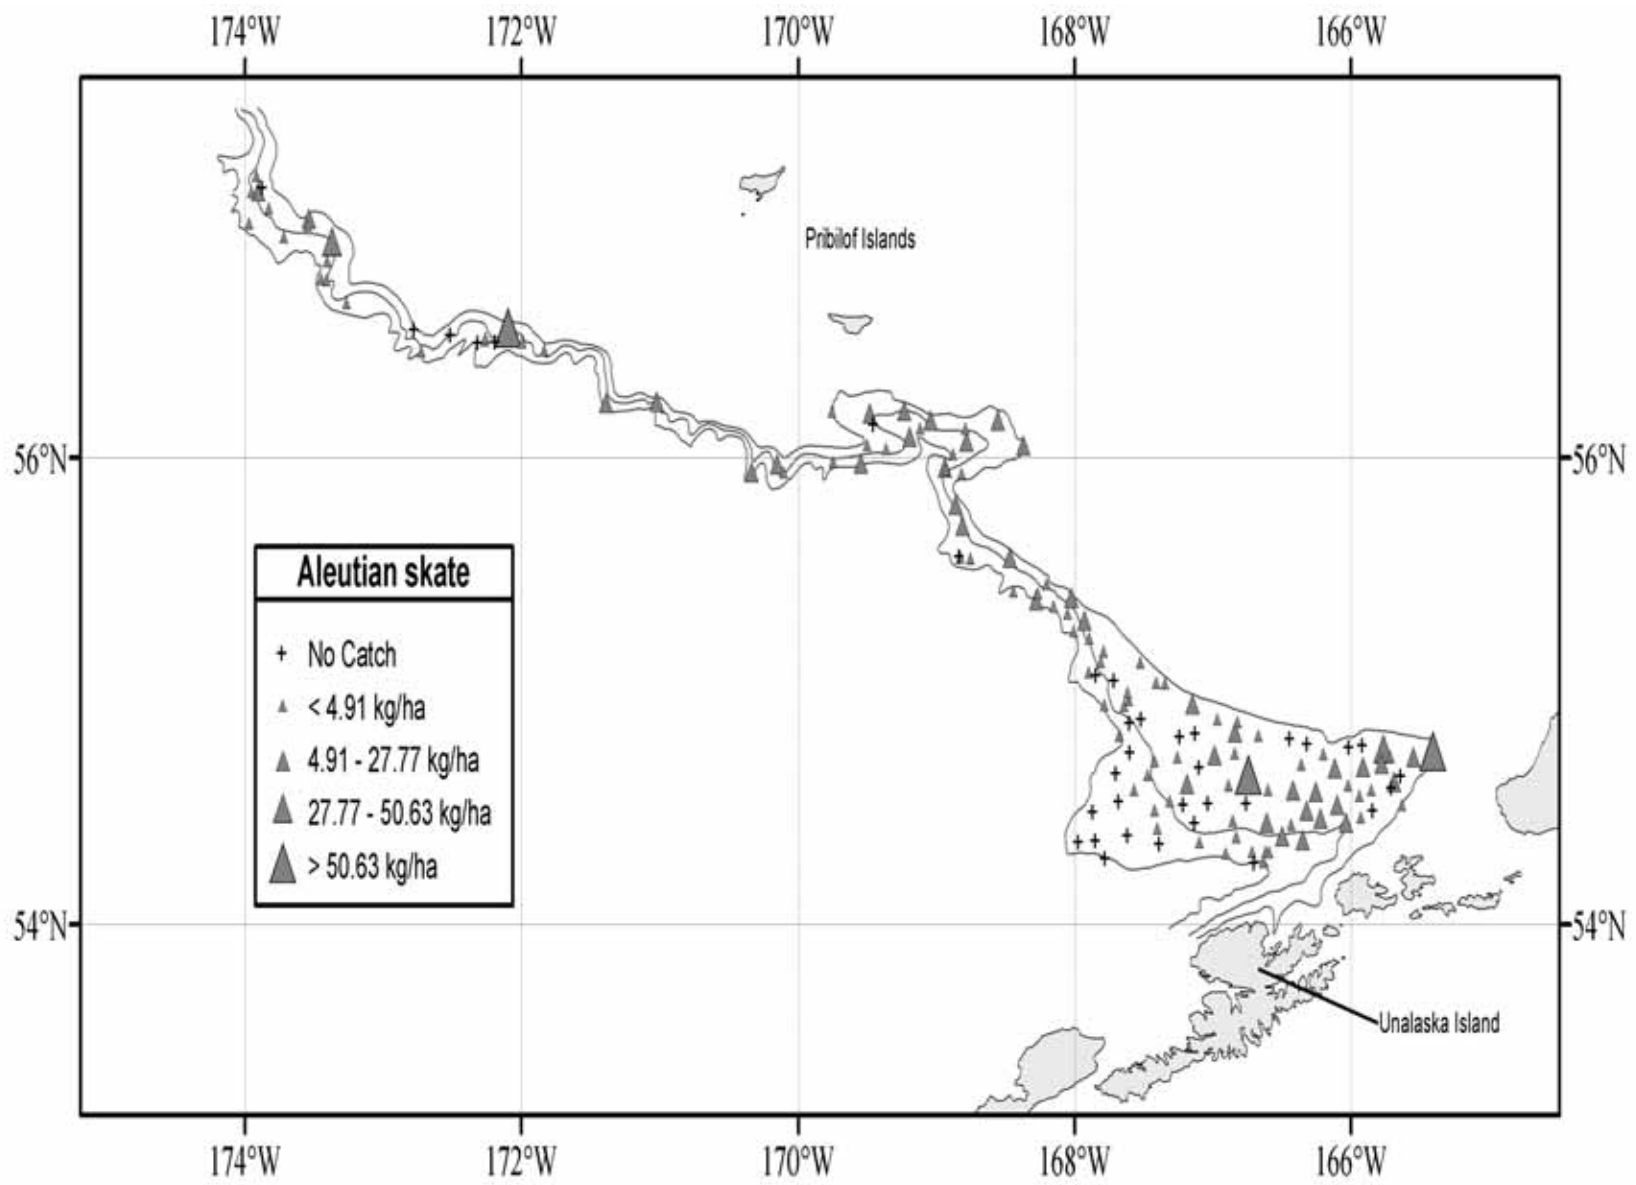 174°W 172°W 170°W 168°W 166°W
Pribilof Islands
56°N 56°N
Aleutian skate
No Catch
< 4.91 kg/ha
4.91 - 27.77 kg/ha
27.77 - 50.63 kg/ha
> 50.63 kg/ha
54°N 54°N
Unalaska Island
174°W 172°W 170°W 168°W 166°W